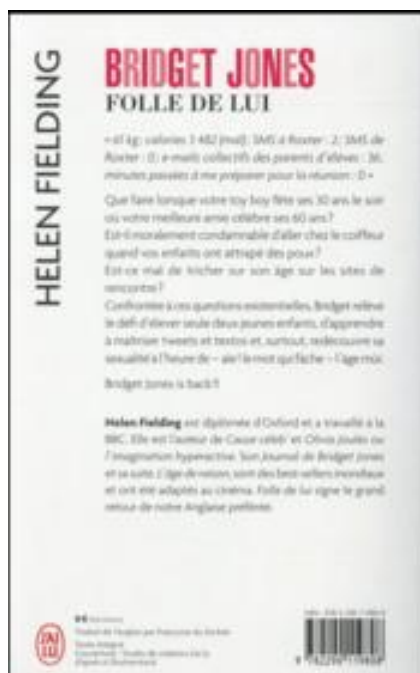 HELEN FIELDING
BRIDGET JONES
FOLLE DE LUI
« 61 kg ; calories 3 482 (mal) ; SMS à Roxter : 2 ; SMS de
Roxter : 0 ; e-mails collectifs des parents d'élèves : 36,
minutes passées à me préparer pour la réunion : 0 »
Que faire lorsque votre toy boy fête ses 30 ans le soir
où votre meilleure amie célèbre ses 60 ans ?
Est-il moralement condamnable d'aller chez le coiffeur
quand vos enfants ont attrapé des poux ?
Est-ce mal de tricher sur son âge sur les sites de
rencontre ?
Confrontée à ces questions existentielles, Bridget relève
le défi d'élever seule deux jeunes enfants, d'apprendre
à maîtriser tweets et textos et, surtout, redécouvre sa
sexualité à l'heure de – aïe ! le mot qui fâche – l'âge mûr.
Bridget Jones is back !!
Helen Fielding est diplômée d'Oxford et a travaillé à la
BBC. Elle est l'auteur de Cause céleb' et Olivia Joules ou
l'imagination hyperactive. Son Journal de Bridget Jones
et sa suite, L'âge de raison, sont des best-sellers mondiaux
et ont été adaptés au cinéma. Folle de lui signe le grand
retour de notre Anglaise préférée.
J'AI LU
Traduit de l'anglais par Françoise du Sorbier
Texte intégral